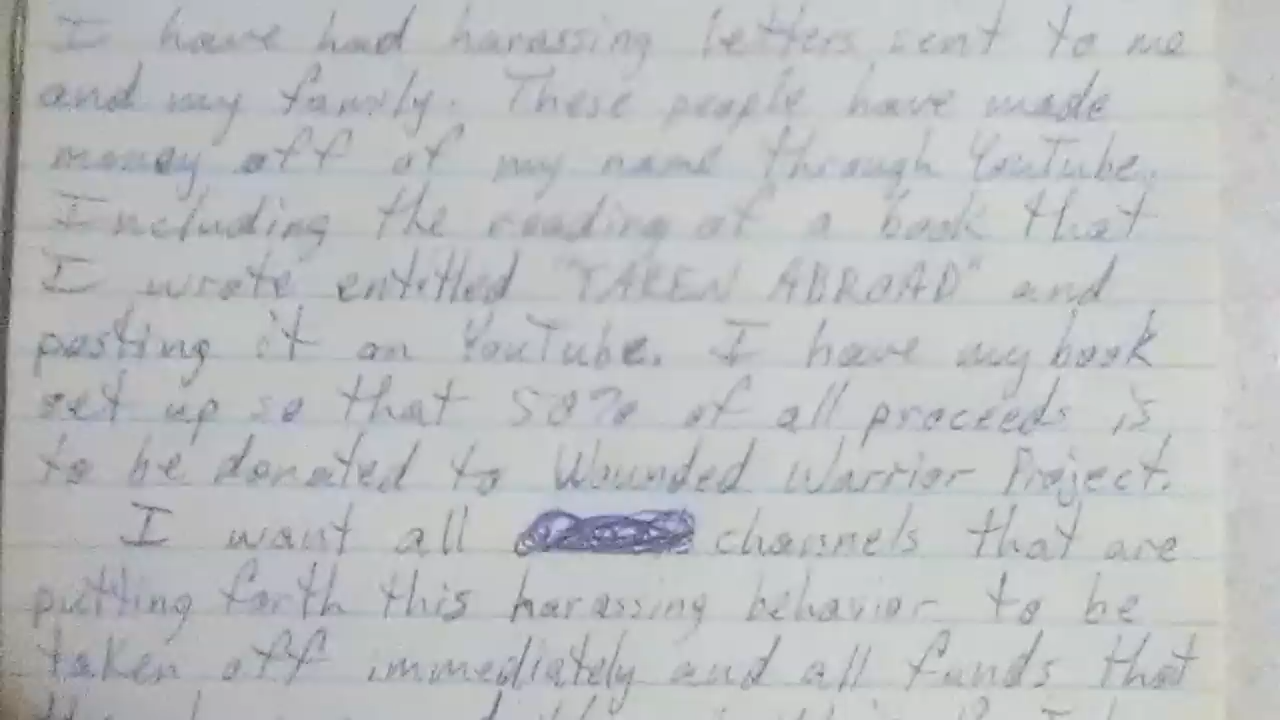 I have had harassing letters sent to me
and my family. These people have made
money off of my name through YouTube.
Including the reading of a book that
I wrote entitled "TAKEN ABROAD" and
posting it on YouTube. I have my book
set up so that 50% of all proceeds is
to be donated to Wounded Warrior Project.
I want all channels that are
putting forth this harassing behavior to be
taken off immediately and all funds that